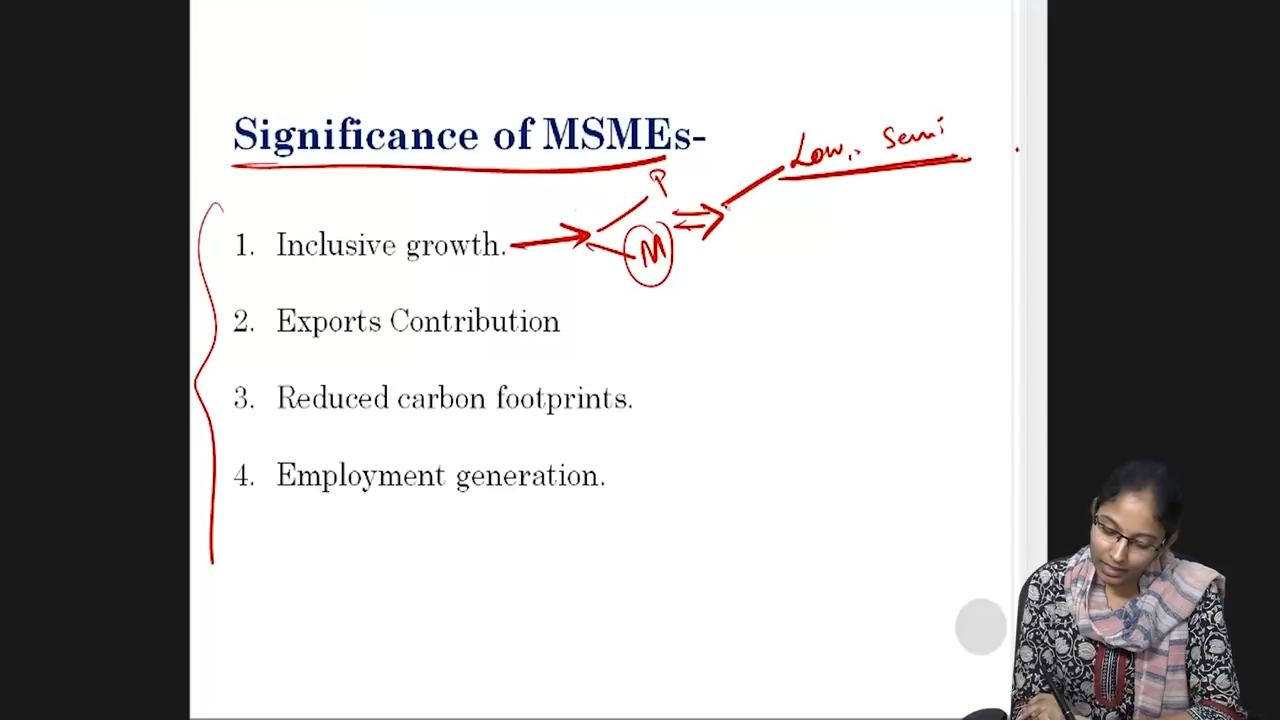 Significance of MSMEs-
Low, Semi
P
1. Inclusive growth.
M
2. Exports Contribution
3. Reduced carbon footprints.
4. Employment generation.